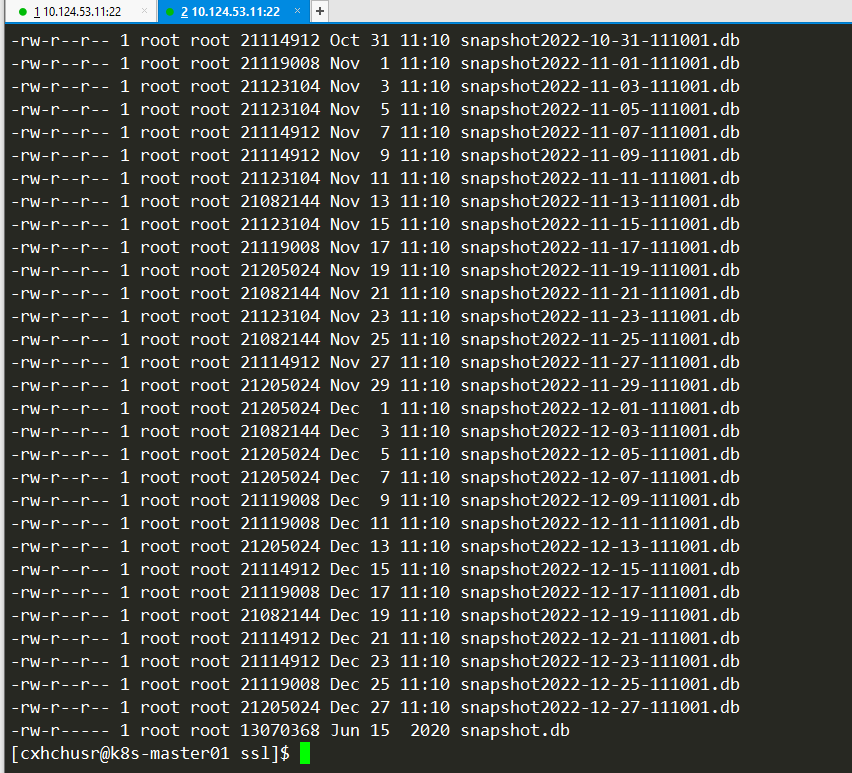 1 10.124.53.11:22 × 2 10.124.53.11:22 × +
-rw-r--r-- 1 root root 21114912 Oct 31 11:10 snapshot2022-10-31-111001.db
-rw-r--r-- 1 root root 21119008 Nov  1 11:10 snapshot2022-11-01-111001.db
-rw-r--r-- 1 root root 21123104 Nov  3 11:10 snapshot2022-11-03-111001.db
-rw-r--r-- 1 root root 21123104 Nov  5 11:10 snapshot2022-11-05-111001.db
-rw-r--r-- 1 root root 21114912 Nov  7 11:10 snapshot2022-11-07-111001.db
-rw-r--r-- 1 root root 21114912 Nov  9 11:10 snapshot2022-11-09-111001.db
-rw-r--r-- 1 root root 21123104 Nov 11 11:10 snapshot2022-11-11-111001.db
-rw-r--r-- 1 root root 21082144 Nov 13 11:10 snapshot2022-11-13-111001.db
-rw-r--r-- 1 root root 21123104 Nov 15 11:10 snapshot2022-11-15-111001.db
-rw-r--r-- 1 root root 21119008 Nov 17 11:10 snapshot2022-11-17-111001.db
-rw-r--r-- 1 root root 21205024 Nov 19 11:10 snapshot2022-11-19-111001.db
-rw-r--r-- 1 root root 21082144 Nov 21 11:10 snapshot2022-11-21-111001.db
-rw-r--r-- 1 root root 21123104 Nov 23 11:10 snapshot2022-11-23-111001.db
-rw-r--r-- 1 root root 21082144 Nov 25 11:10 snapshot2022-11-25-111001.db
-rw-r--r-- 1 root root 21114912 Nov 27 11:10 snapshot2022-11-27-111001.db
-rw-r--r-- 1 root root 21205024 Nov 29 11:10 snapshot2022-11-29-111001.db
-rw-r--r-- 1 root root 21205024 Dec  1 11:10 snapshot2022-12-01-111001.db
-rw-r--r-- 1 root root 21082144 Dec  3 11:10 snapshot2022-12-03-111001.db
-rw-r--r-- 1 root root 21205024 Dec  5 11:10 snapshot2022-12-05-111001.db
-rw-r--r-- 1 root root 21205024 Dec  7 11:10 snapshot2022-12-07-111001.db
-rw-r--r-- 1 root root 21119008 Dec  9 11:10 snapshot2022-12-09-111001.db
-rw-r--r-- 1 root root 21119008 Dec 11 11:10 snapshot2022-12-11-111001.db
-rw-r--r-- 1 root root 21205024 Dec 13 11:10 snapshot2022-12-13-111001.db
-rw-r--r-- 1 root root 21114912 Dec 15 11:10 snapshot2022-12-15-111001.db
-rw-r--r-- 1 root root 21119008 Dec 17 11:10 snapshot2022-12-17-111001.db
-rw-r--r-- 1 root root 21082144 Dec 19 11:10 snapshot2022-12-19-111001.db
-rw-r--r-- 1 root root 21114912 Dec 21 11:10 snapshot2022-12-21-111001.db
-rw-r--r-- 1 root root 21114912 Dec 23 11:10 snapshot2022-12-23-111001.db
-rw-r--r-- 1 root root 21119008 Dec 25 11:10 snapshot2022-12-25-111001.db
-rw-r--r-- 1 root root 21205024 Dec 27 11:10 snapshot2022-12-27-111001.db
-rw-r----- 1 root root 13070368 Jun 15  2020 snapshot.db
[cxhchusr@k8s-master01 ssl]$